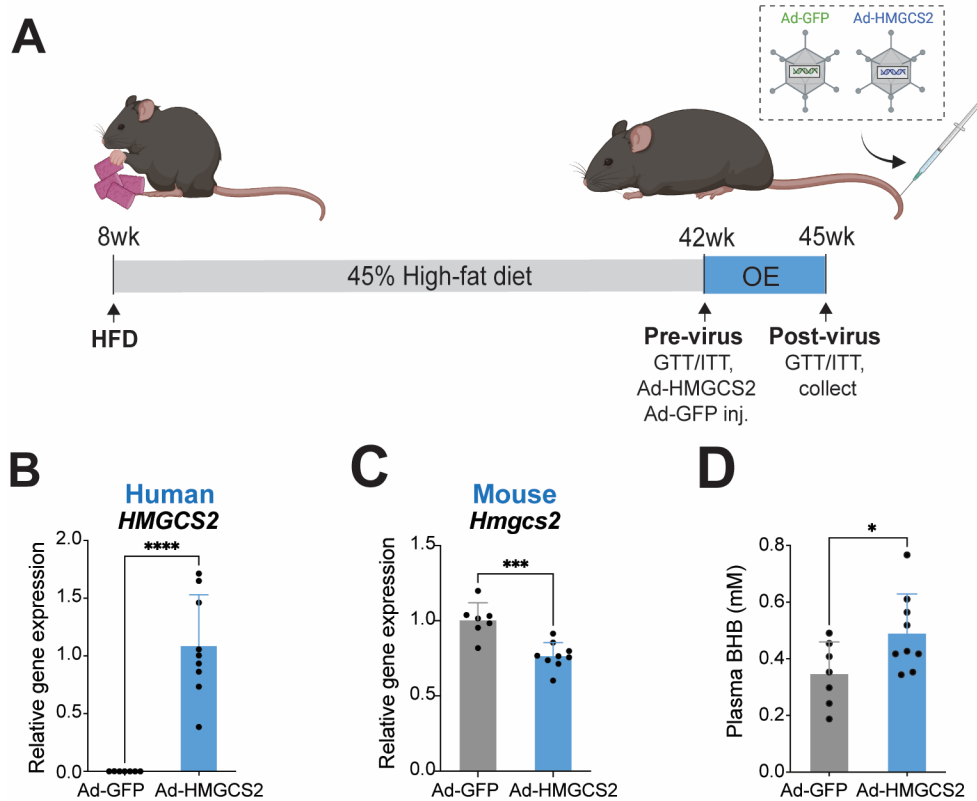 A
Ad-GFP Ad-HMGCS2
8wk 42wk 45wk
45% High-fat diet OE
HFD
Pre-virus
GTT/ITT,
Ad-HMGCS2
Ad-GFP inj.
Post-virus
GTT/ITT,
collect
B
Human
HMGCS2
Relative gene expression
2.0
1.5
1.0
0.5
0.0
****
Ad-GFP Ad-HMGCS2
C
Mouse
Hmgcs2
Relative gene expression
1.5
1.0
0.5
0.0
***
Ad-GFP Ad-HMGCS2
D
Plasma BHB (mM)
0.8
0.6
0.4
0.2
0.0
*
Ad-GFP Ad-HMGCS2